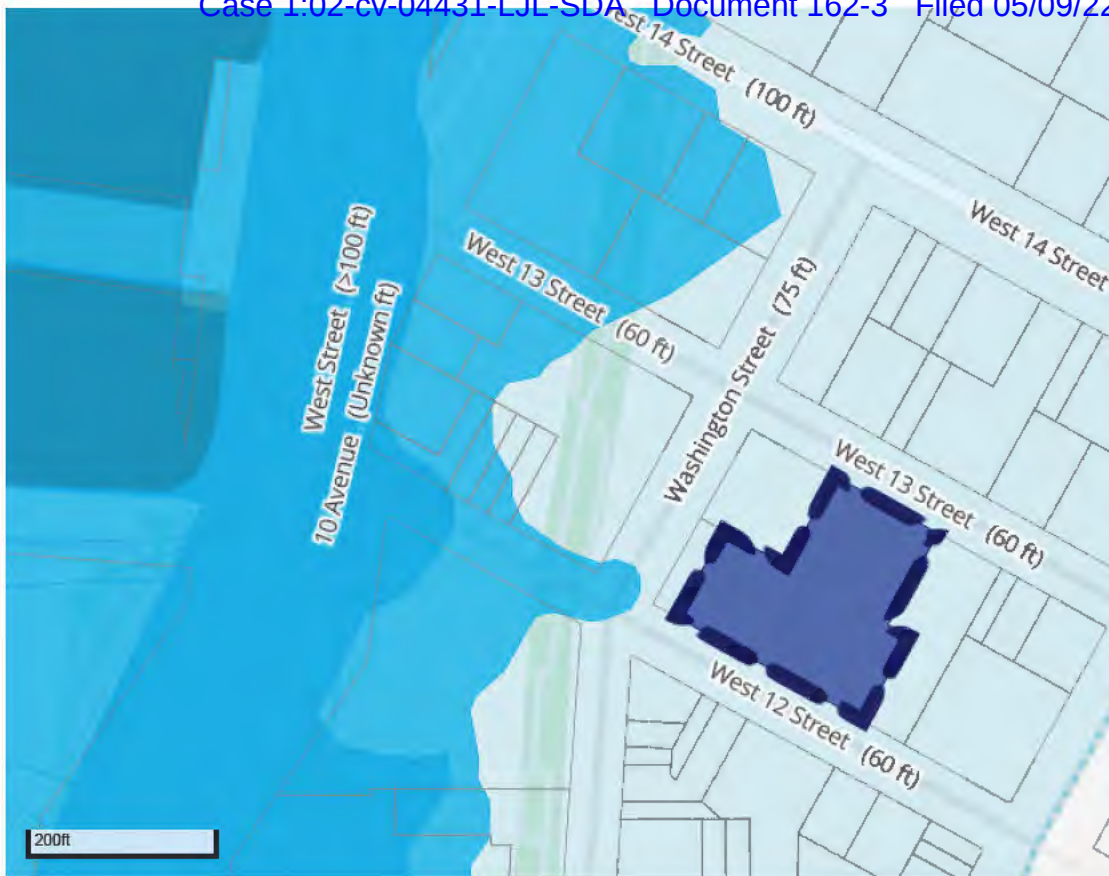 Case 1:02-cv-04431-LJL-SDA Document 162-3 Filed 05/09/22
West 14 Street (100 ft)
West 14 Street
West 13 Street (60 ft)
West Street (>100 ft)
10 Avenue (Unknown ft)
Washington Street (75 ft)
West 13 Street (60 ft)
West 12 Street (60 ft)
200ft